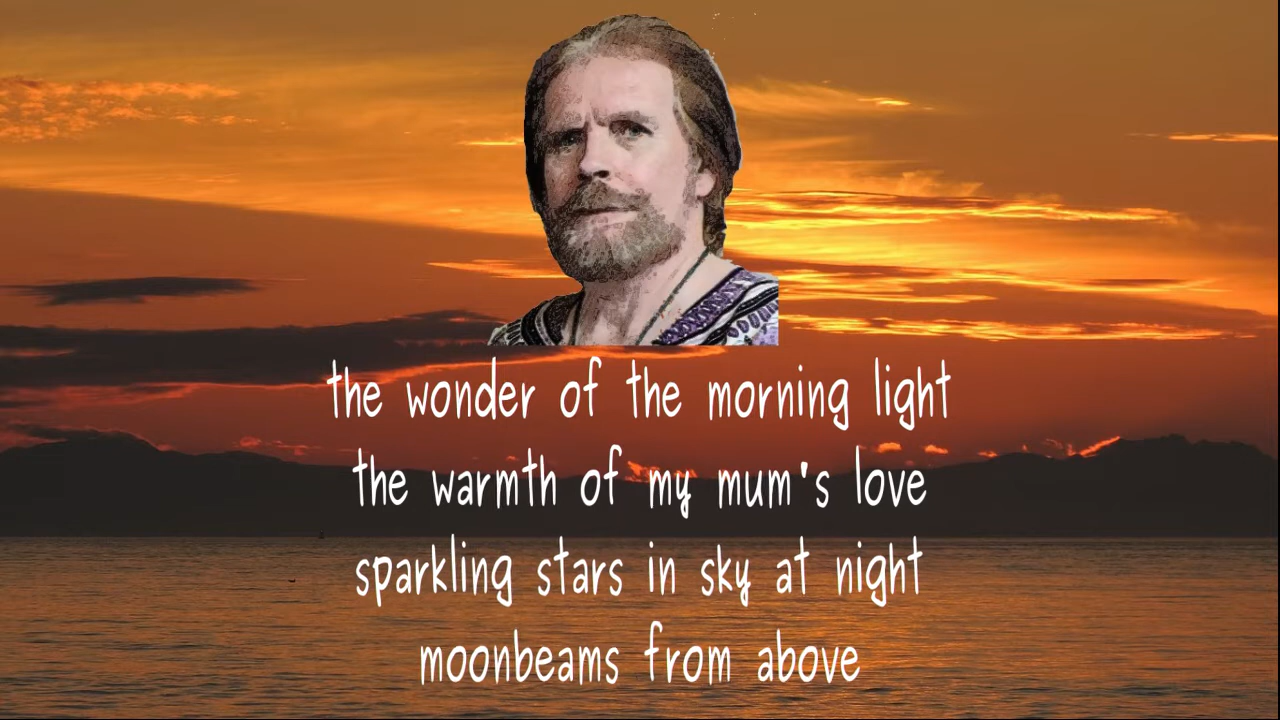 the wonder of the morning light
the warmth of my mum's love
sparkling stars in sky at night
moonbeams from above